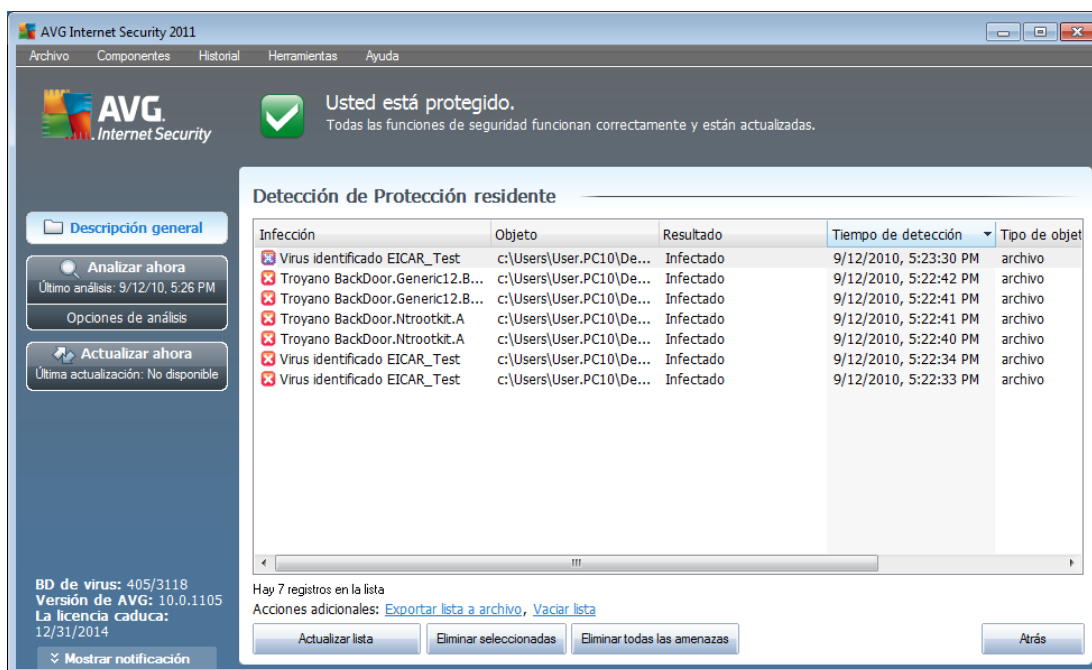 AVG Internet Security 2011
Archivo Componentes Historial Herramientas Ayuda
AVG.
Internet Security
Usted está protegido.
Todas las funciones de seguridad funcionan correctamente y están actualizadas.
Descripción general
Analizar ahora
Último análisis: 9/12/10, 5:26 PM
Opciones de análisis
Actualizar ahora
Última actualización: No disponible
Detección de Protección residente
Infección Objeto Resultado Tiempo de detección Tipo de objet
Virus identificado EICAR_Test c:\Users\User.PC10\De... Infectado 9/12/2010, 5:23:30 PM archivo
Troyano BackDoor.Generic12.B... c:\Users\User.PC10\De... Infectado 9/12/2010, 5:22:42 PM archivo
Troyano BackDoor.Generic12.B... c:\Users\User.PC10\De... Infectado 9/12/2010, 5:22:41 PM archivo
Troyano BackDoor.Ntrootkit.A c:\Users\User.PC10\De... Infectado 9/12/2010, 5:22:41 PM archivo
Troyano BackDoor.Ntrootkit.A c:\Users\User.PC10\De... Infectado 9/12/2010, 5:22:40 PM archivo
Virus identificado EICAR_Test c:\Users\User.PC10\De... Infectado 9/12/2010, 5:22:34 PM archivo
Virus identificado EICAR_Test c:\Users\User.PC10\De... Infectado 9/12/2010, 5:22:33 PM archivo
Hay 7 registros en la lista
Acciones adicionales: Exportar lista a archivo, Vaciar lista
Actualizar lista Eliminar seleccionadas Eliminar todas las amenazas Atrás
BD de virus: 405/3118
Versión de AVG: 10.0.1105
La licencia caduca:
12/31/2014
Mostrar notificación